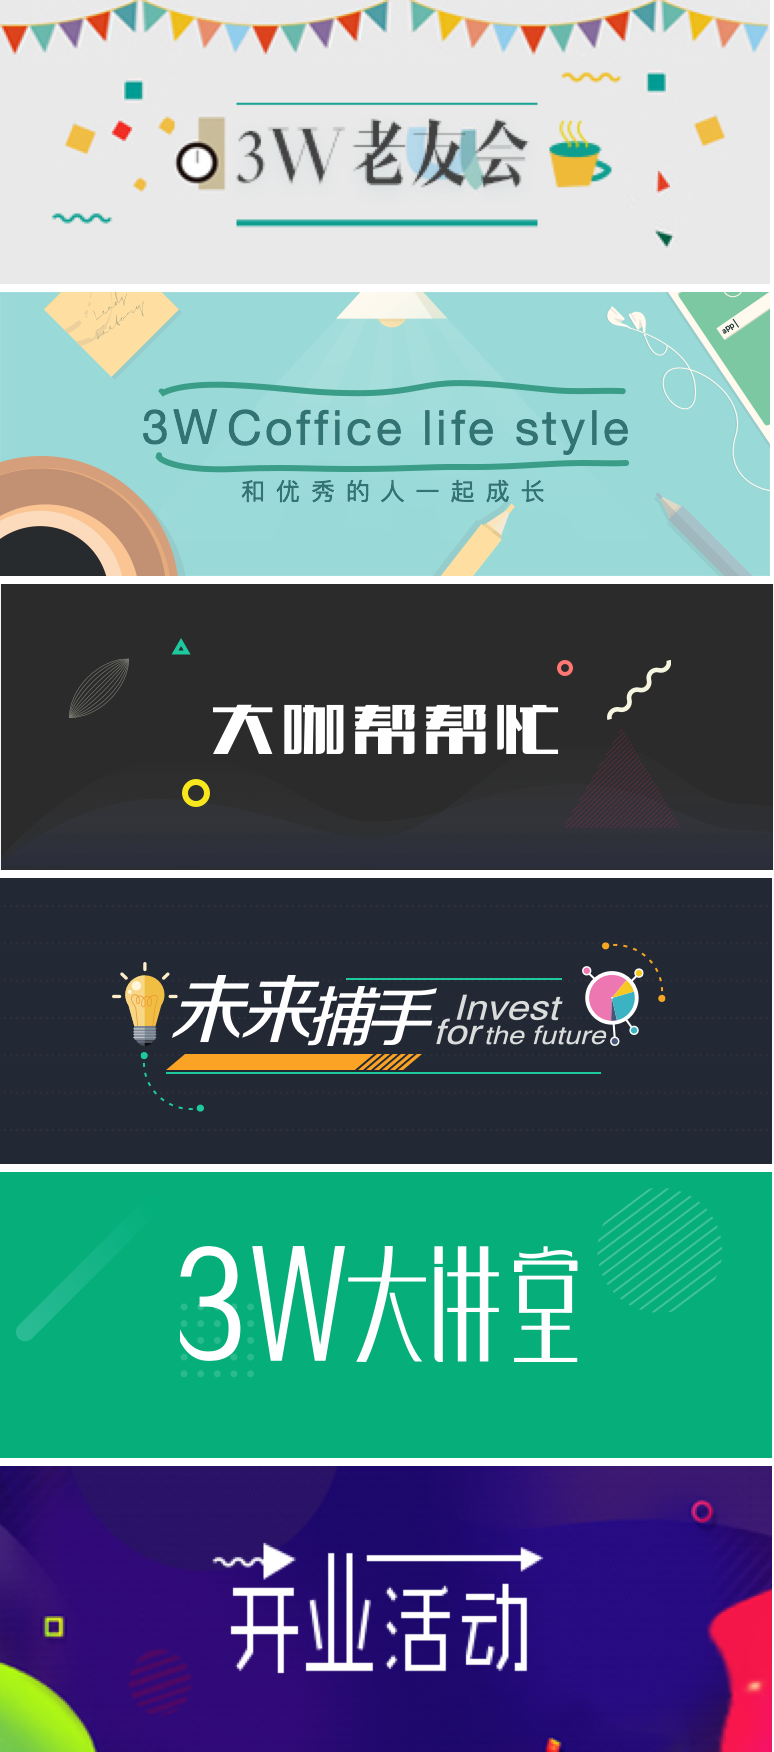 3W老友会
app
3W Coffice life style
和优秀的人一起成长
大咖帮帮忙
未来捕手
Invest
for the future
3W大讲堂
开业活动